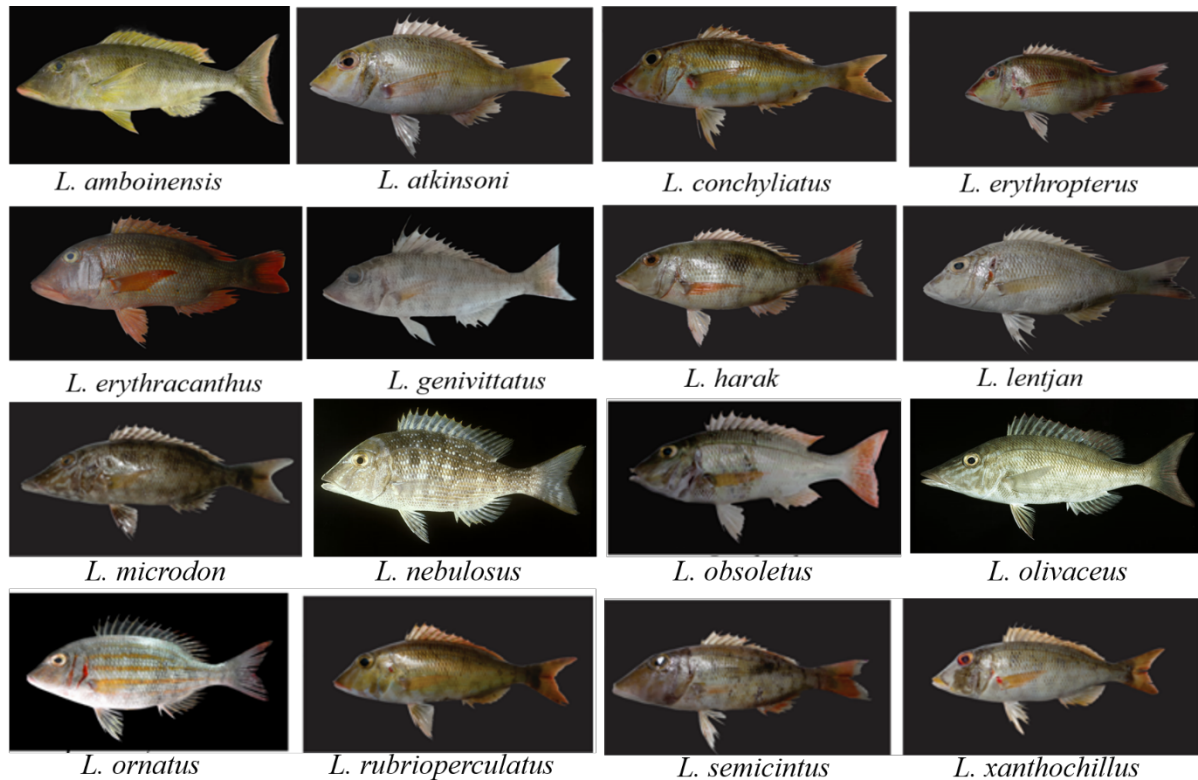 L. amboinensis
L. atkinsoni
L. conchyliatus
L. erythropterus
L. erythracanthus
L. genivittatus
L. harak
L. lentjan
L. microdon
L. nebulosus
L. obsoletus
L. olivaceus
L. ornatus
L. rubrioperculatus
L. semicintus
L. xanthochillus